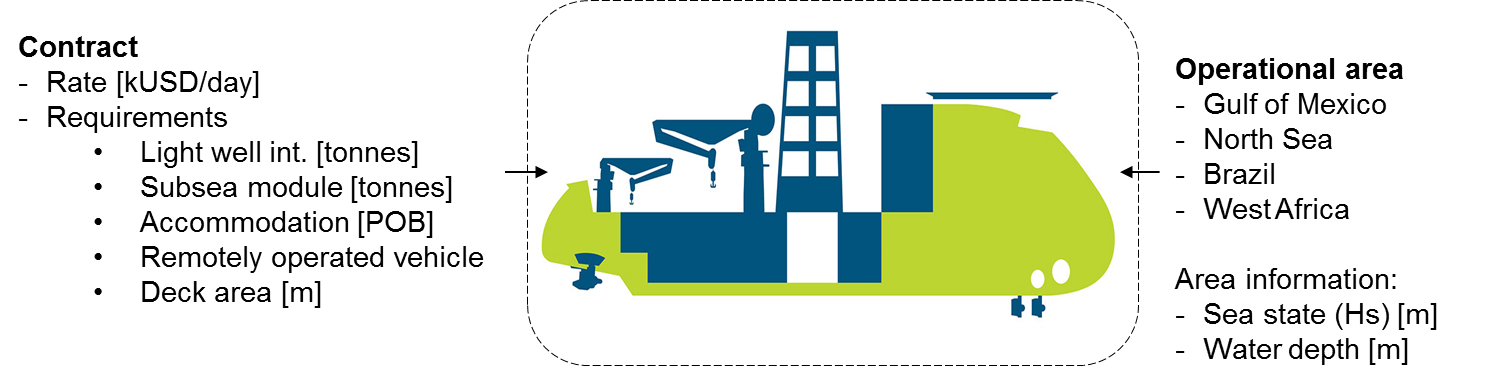 Contract
- Rate [kUSD/day]
- Requirements
• Light well int. [tonnes]
• Subsea module [tonnes]
• Accommodation [POB]
• Remotely operated vehicle
• Deck area [m]
Operational area
- Gulf of Mexico
- North Sea
- Brazil
- West Africa
Area information:
- Sea state (Hs) [m]
- Water depth [m]